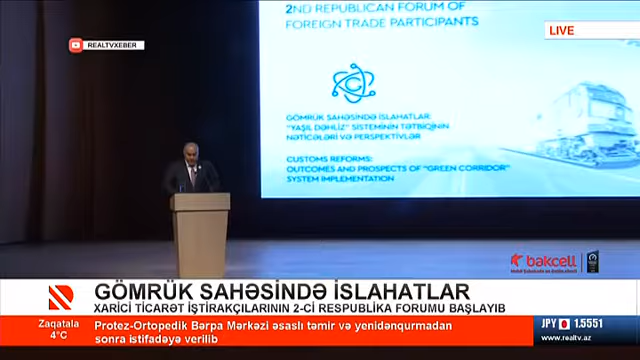 2ND REPUBLICAN FORUM OF
FOREIGN TRADE PARTICIPANTS
REALTVXEBER
LIVE
GÖMRÜK SAHƏSİNDƏ İSLAHATLAR:
"YAŞIL DƏHLİZ" SİSTEMİNİN TƏTBİQİNİN
NƏTİCƏLƏRİ VƏ PERSPEKTİVLƏR
CUSTOMS REFORMS:
OUTCOMES AND PROSPECTS OF "GREEN CORRIDOR"
SYSTEM IMPLEMENTATION
bakcell
GÖMRÜK SAHƏSİNDƏ İSLAHATLAR
XARİCİ TİCARƏT İŞTİRAKÇILARININ 2-Cİ RESPUBLİKA FORUMU BAŞLAYIB
Zaqatala
4°C
Protez-Ortopedik Bərpa Mərkəzi əsaslı təmir və yenidənqurmadan
sonra istifadəyə verilib
JPY 1.5551
www.realtv.az